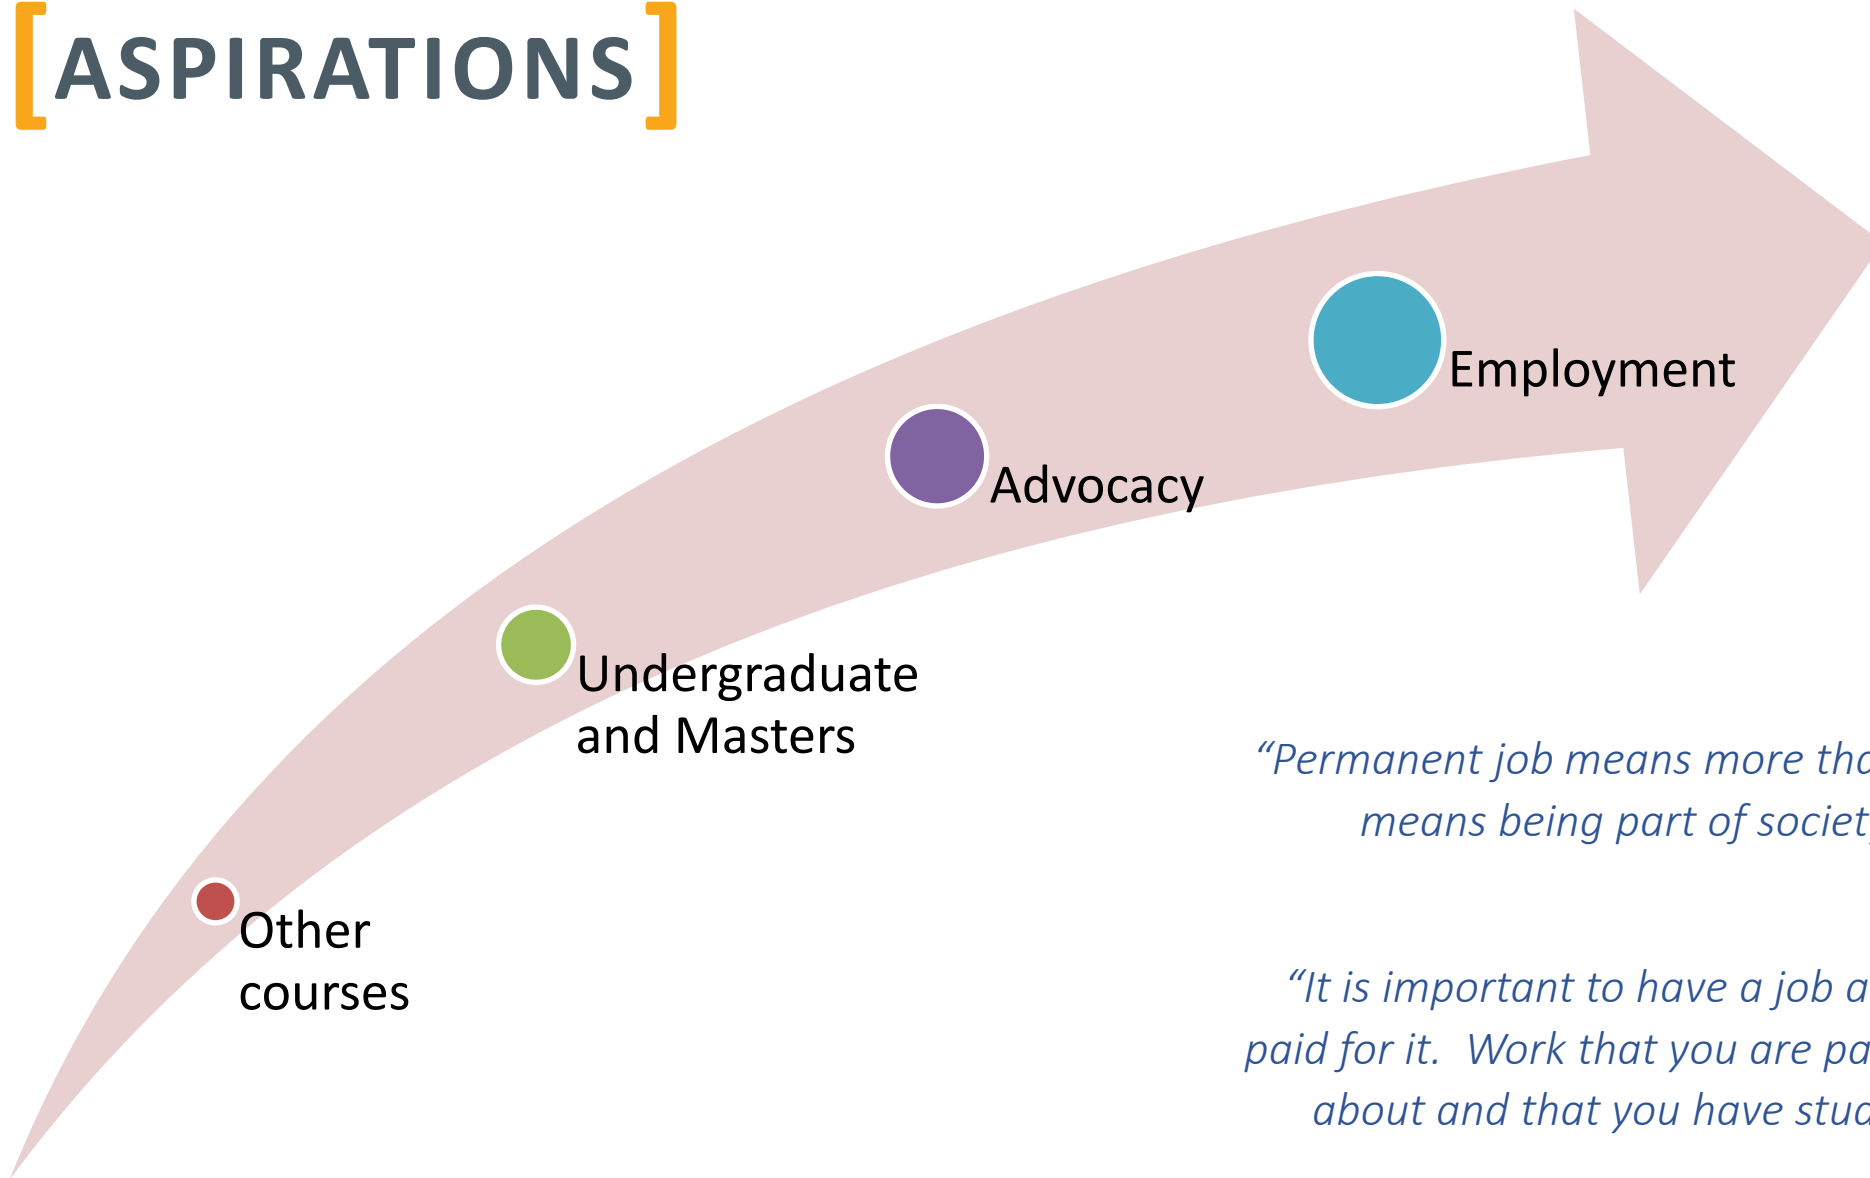 [ASPIRATIONS]
Employment
Advocacy
Undergraduate
and Masters
Other
courses
“Permanent job means more
means being part of
“It is important to have a job
paid for it.  Work that you are
about and that you have